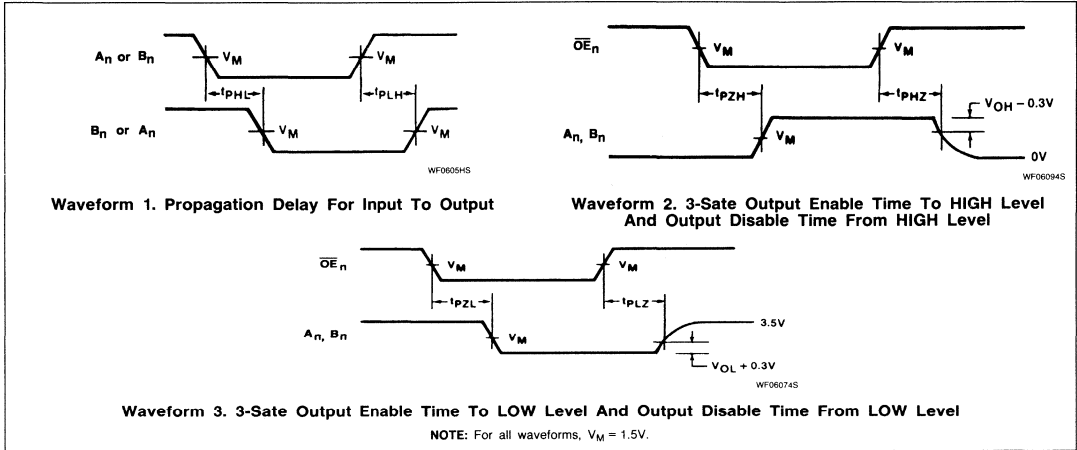 An or Bn
VM
VM
tPHL
tPLH
Bn or An
VM
VM
WF0605HS
Waveform 1. Propagation Delay For Input To Output
OEn
VM
VM
tPZH
tPHZ
VOH – 0.3V
An, Bn
VM
0V
WF06094S
Waveform 2. 3-Sate Output Enable Time To HIGH Level
And Output Disable Time From HIGH Level
OEn
VM
VM
tPZL
tPLZ
An, Bn
VM
3.5V
VOL + 0.3V
WF06074S
Waveform 3. 3-Sate Output Enable Time To LOW Level And Output Disable Time From LOW Level
NOTE: For all waveforms, VM = 1.5V.